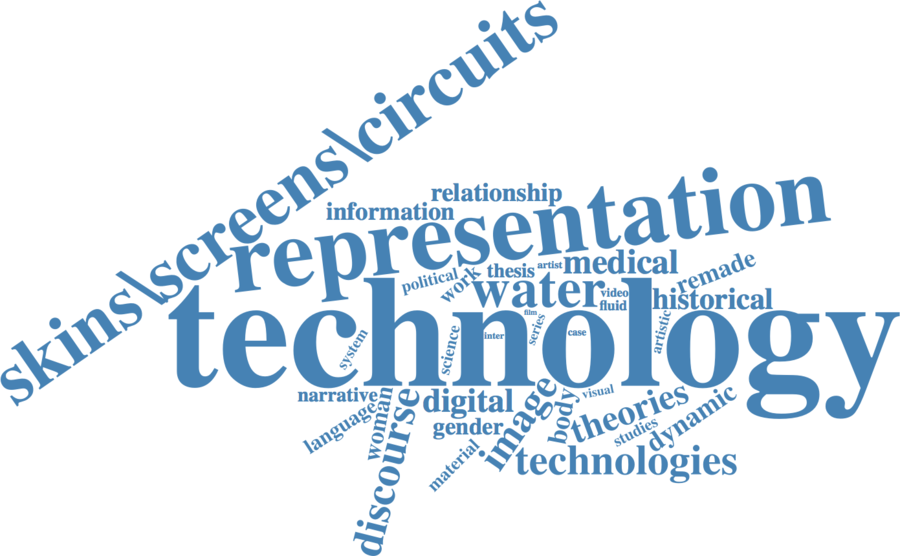 skins\screens\circuits
relationship
information
representation
political
work
thesis
artist
medical
remade
water
video
fluid
historical
technology
system
science
inter
film
series
case
artistic
narrative
language
woman
discourse
digital
gender
material
image
body
visual
theories
studies
dynamic
technologies